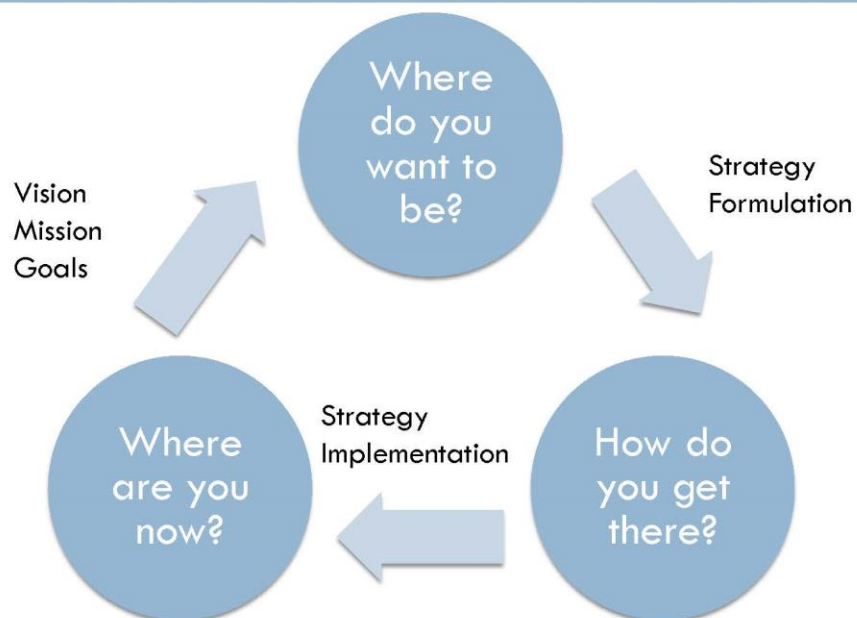 Where
do you
want to
be?
Strategy
Formulation
How do
you get
there?
Strategy
Implementation
Where
are you
now?
Vision
Mission
Goals